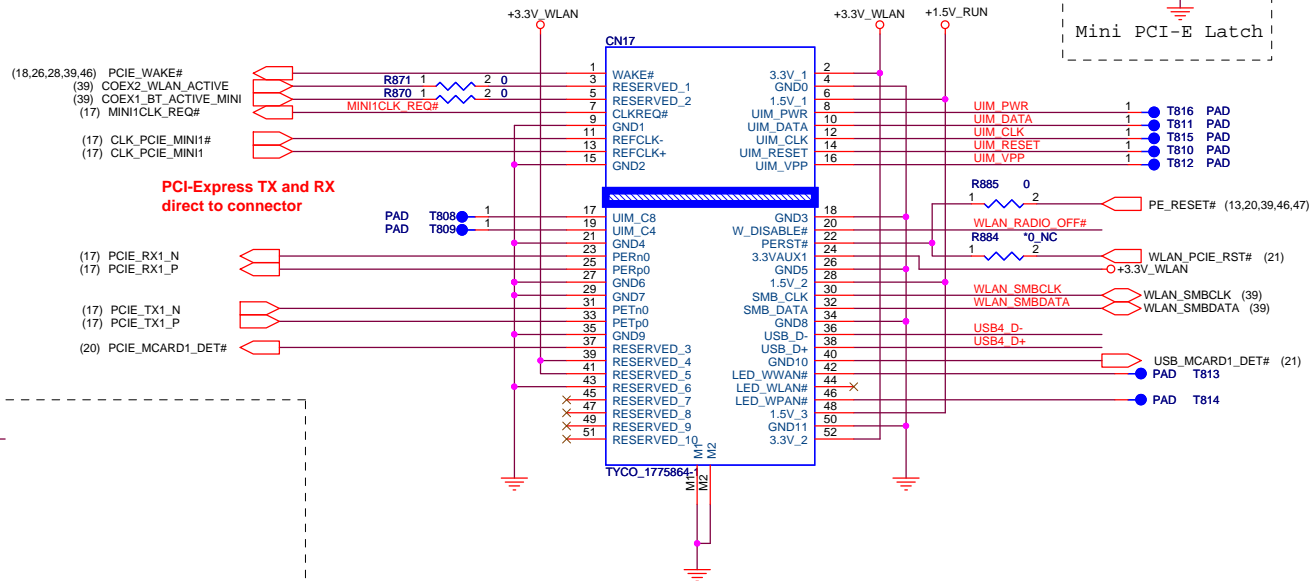 +3.3V_WLAN
+3.3V_WLAN
+1.5V_RUN
Mini PCI-E Latch
CN17
(18,26,28,39,46) PCIE_WAKE# 1 WAKE# 3.3V_1 2
(39) COEX2_WLAN_ACTIVE R871 1 2 0 3 RESERVED_1 GND0 4
(39) COEX1_BT_ACTIVE_MINI R870 1 2 0 5 RESERVED_2 1.5V_1 6
(17) MINI1CLK_REQ# MINI1CLK_REQ# 7 CLKREQ# UIM_PWR 8 UIM_PWR 1 T816 PAD
9 GND1 UIM_DATA 10 UIM_DATA 1 T811 PAD
(17) CLK_PCIE_MINI1# 11 REFCLK- UIM_CLK 12 UIM_CLK 1 T815 PAD
(17) CLK_PCIE_MINI1 13 REFCLK+ UIM_RESET 14 UIM_RESET 1 T810 PAD
15 GND2 UIM_VPP 16 UIM_VPP 1 T812 PAD
PCI-Express TX and RX
direct to connector
R885 0
1 2 PE_RESET# (13,20,39,46,47)
PAD T808 1 17 UIM_C8 GND3 18
PAD T809 1 19 UIM_C4 W_DISABLE# 20 WLAN_RADIO_OFF#
21 GND4 PERST# 22
R884 *0_NC
(17) PCIE_RX1_N 23 PERn0 3.3VAUX1 24 1 2 WLAN_PCIE_RST# (21)
(17) PCIE_RX1_P 25 PERp0 GND5 26 +3.3V_WLAN
27 GND6 1.5V_2 28
29 GND7 SMB_CLK 30 WLAN_SMBCLK WLAN_SMBCLK (39)
(17) PCIE_TX1_N 31 PETn0 SMB_DATA 32 WLAN_SMBDATA WLAN_SMBDATA (39)
(17) PCIE_TX1_P 33 PETp0 GND8 34
35 GND9 USB_D- 36 USB4_D-
(20) PCIE_MCARD1_DET# 37 RESERVED_3 USB_D+ 38 USB4_D+
39 RESERVED_4 GND10 40 USB_MCARD1_DET# (21)
41 RESERVED_5 LED_WWAN# 42 PAD T813
43 RESERVED_6 LED_WLAN# 44
45 RESERVED_7 LED_WPAN# 46 PAD T814
47 RESERVED_8 1.5V_3 48
49 RESERVED_9 GND11 50
51 RESERVED_10 3.3V_2 52
M1 M2
TYCO_1775864-1
M1 M2